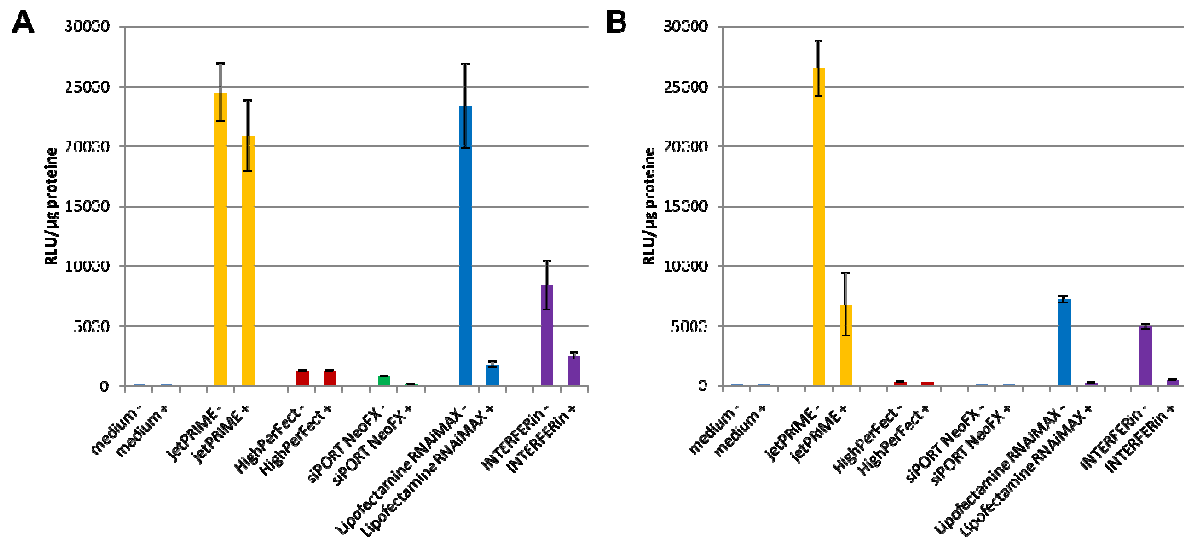 A
30000
25000
20000
15000
10000
5000
0
RLU/µg proteine
medium -
medium +
jetPRIME -
jetPRIME +
HighPerFect -
HighPerFect +
siPORT NeoFX -
siPORT NeoFX +
Lipofectamine RNAiMAX -
Lipofectamine RNAiMAX +
INTERFERin -
INTERFERin +
B
30000
25000
20000
15000
10000
5000
0
RLU/µg proteine
medium -
medium +
jetPRIME -
jetPRIME +
HighPerFect -
HighPerFect +
siPORT NeoFX -
siPORT NeoFX +
Lipofectamine RNAiMAX -
Lipofectamine RNAiMAX +
INTERFERin -
INTERFERin +